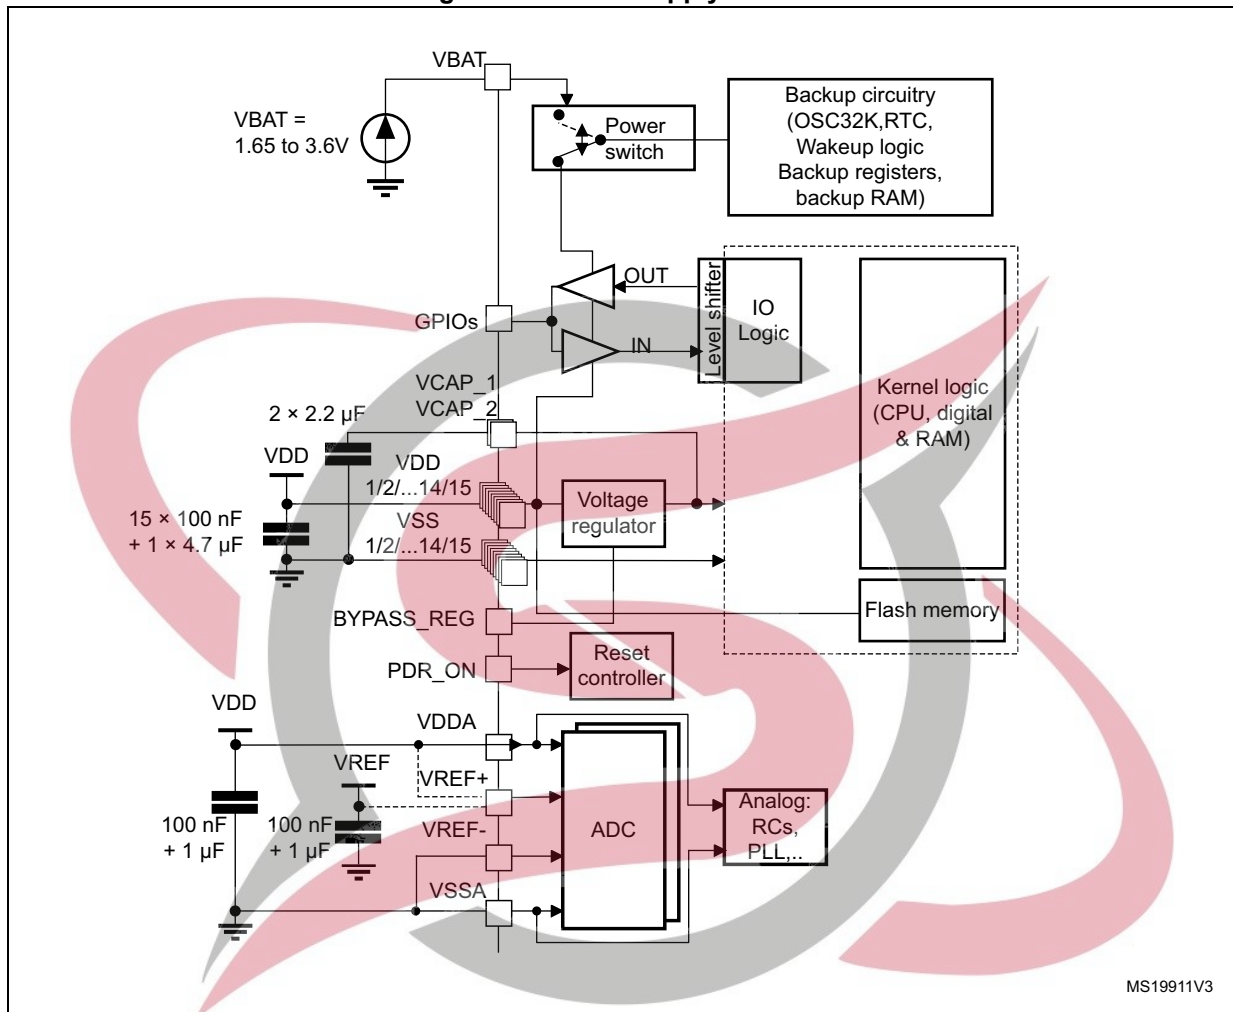 VBAT
VBAT =
1.65 to 3.6V
Power
switch
Backup circuitry
(OSC32K,RTC,
Wakeup logic
Backup registers,
backup RAM)
OUT
GPIOs
IN
Level shifter
IO
Logic
Kernel logic
(CPU, digital
& RAM)
VCAP_1
VCAP_2
2 × 2.2 µF
VDD
VDD
1/2/...14/15
Voltage
regulator
15 × 100 nF
+ 1 × 4.7 µF
VSS
1/2/...14/15
Flash memory
BYPASS_REG
PDR_ON
Reset
controller
VDD
VDDA
VREF
VREF+
100 nF
+ 1 µF
100 nF
+ 1 µF
VREF-
ADC
Analog:
RCs,
PLL,..
VSSA
MS19911V3